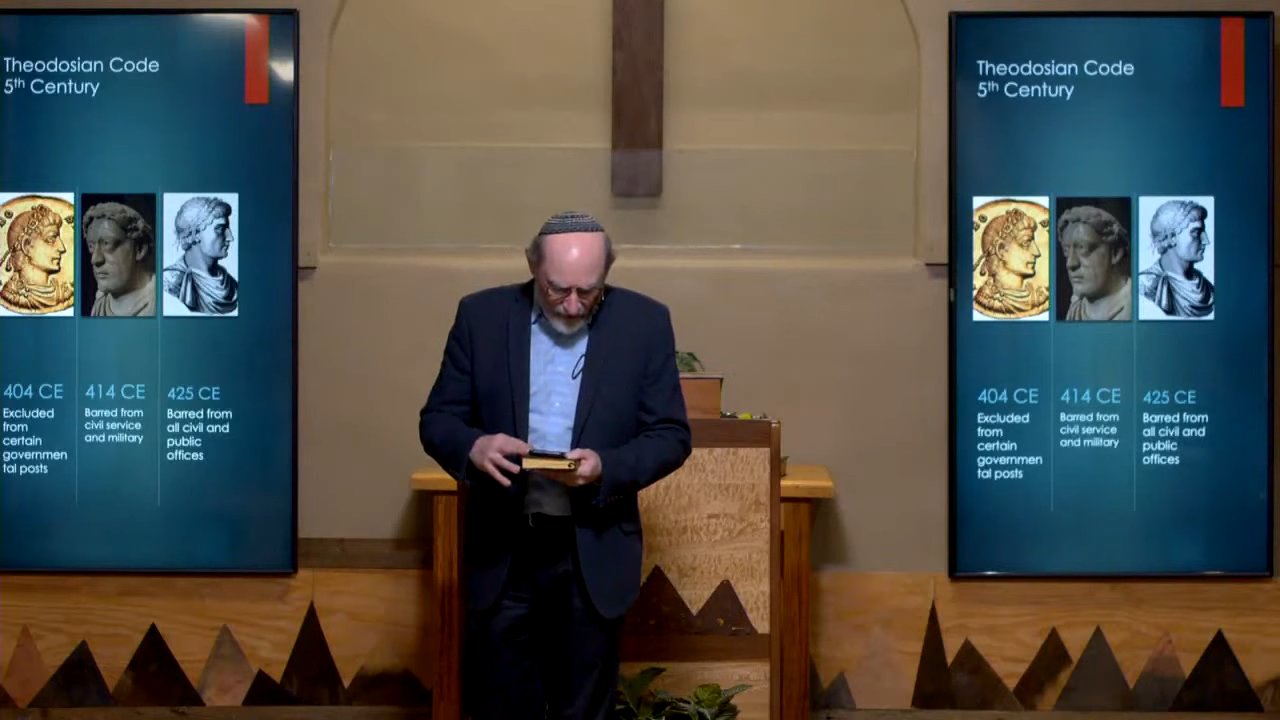 Theodosian Code
5th Century
404 CE
Excluded
from
certain
governmen
tal posts
414 CE
Barred from
civil service
and military
425 CE
Barred from
all civil and
public
offices
Theodosian Code
5th Century
404 CE
Excluded
from
certain
governmen
tal posts
414 CE
Barred from
civil service
and military
425 CE
Barred from
all civil and
public
offices